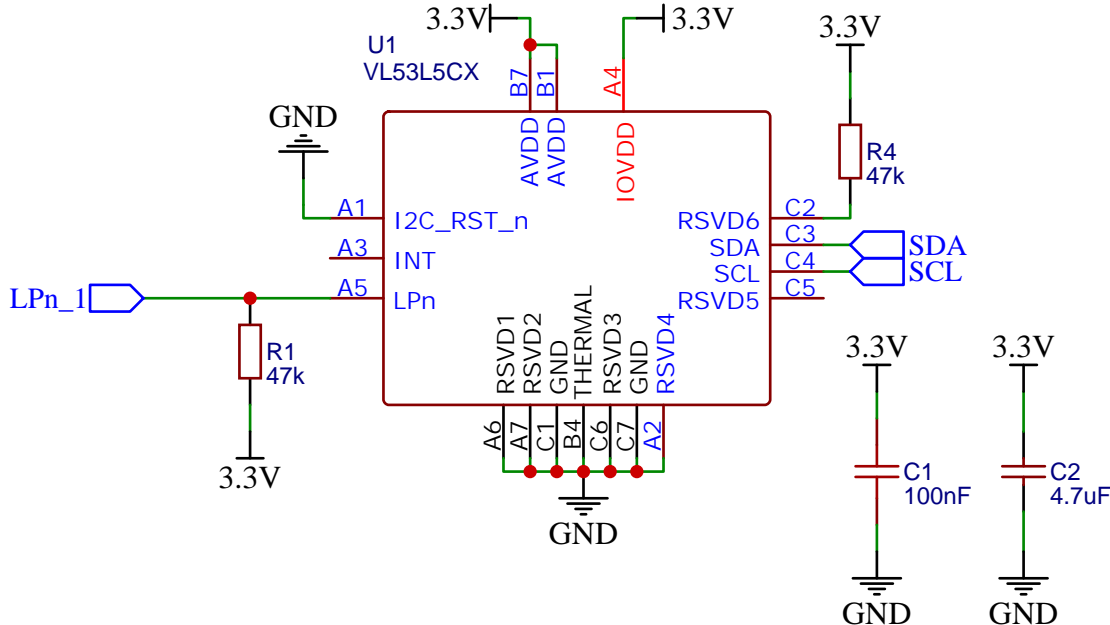 3.3V
3.3V
3.3V
U1
VL53L5CX
B7
B1
A4
GND
AVDD
AVDD
IOVDD
R4
47k
A1
I2C_RST_n
RSVD6
C2
A3
INT
SDA
C3
SDA
SCL
C4
SCL
LPn_1
A5
LPn
RSVD5
C5
R1
47k
RSVD1
RSVD2
GND
THERMAL
RSVD3
GND
RSVD4
A6
A7
C1
B4
C6
C7
A2
3.3V
GND
3.3V
3.3V
C1
100nF
C2
4.7uF
GND
GND